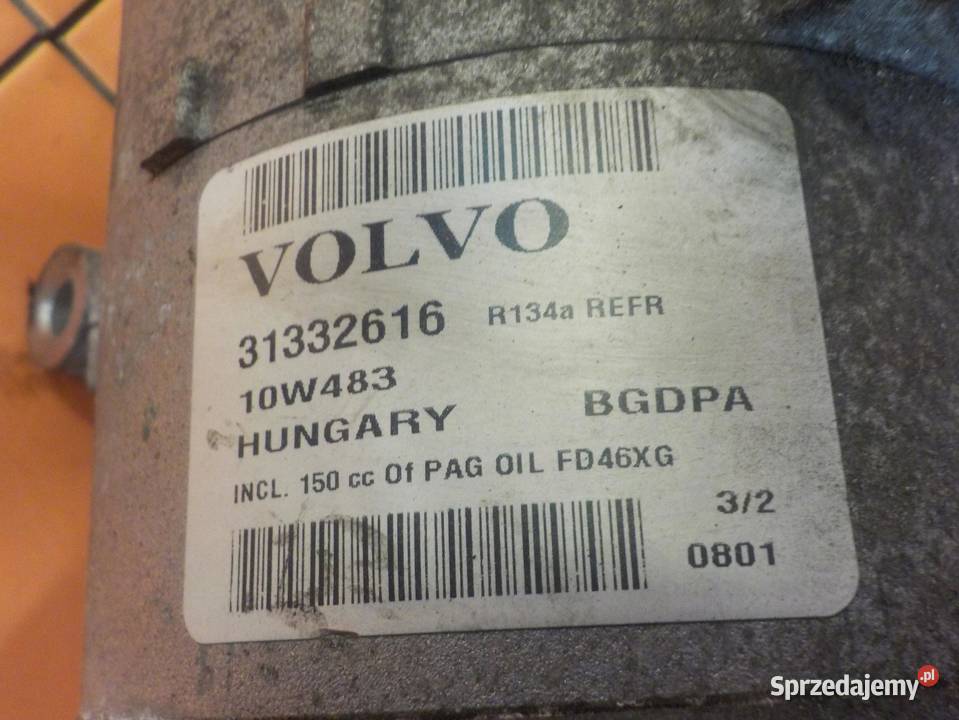 VOLVO
31332616 R134a REFR
10W483
HUNGARY BGDPA
INCL. 150 cc Of PAG OIL FD46XG
3/2
0801
Sprzedajemy.pl